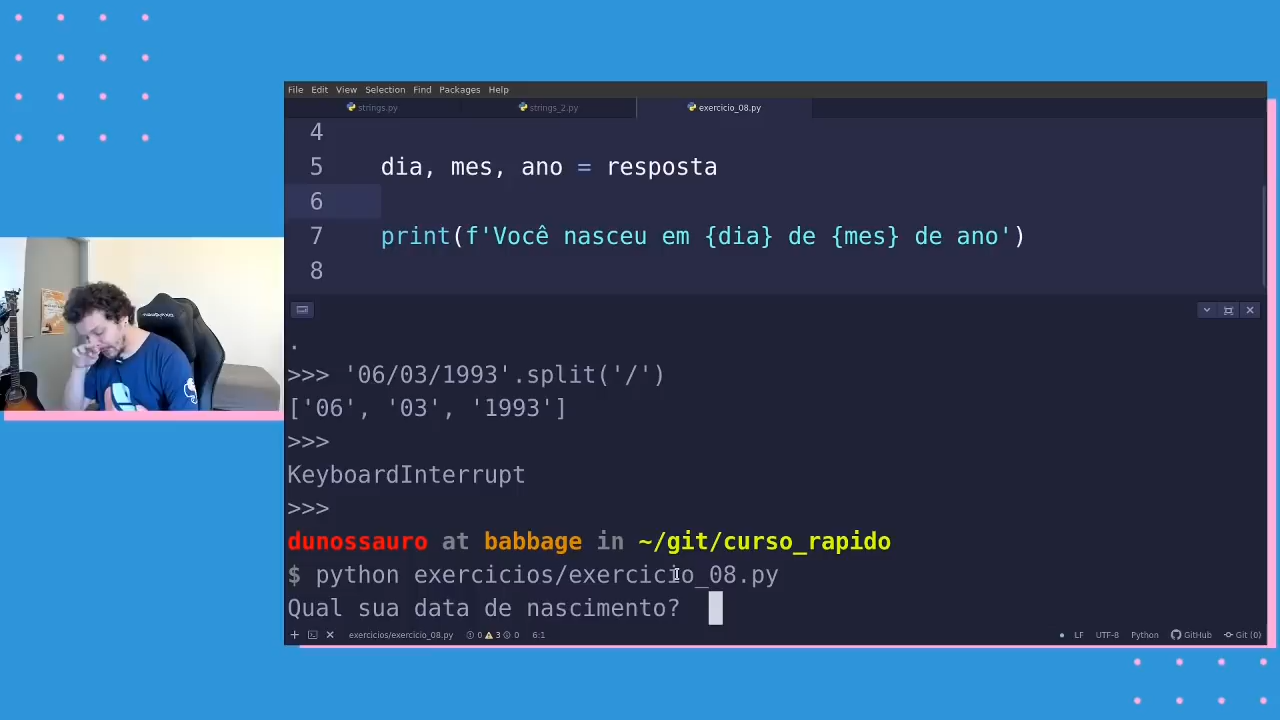 File Edit View Selection Find Packages Help
strings.py strings_2.py exercicio_08.py
4
5 dia, mes, ano = resposta
6
7 print(f'Você nasceu em {dia} de {mes} de ano')
8
.
>>> '06/03/1993'.split('/')
['06', '03', '1993']
>>>
KeyboardInterrupt
>>>
dunossauro at babbage in ~/git/curso_rapido
$ python exercicios/exercicio_08.py
Qual sua data de nascimento?
exercicios/exercicio_08.py 0 3 0 6:1 LF UTF-8 Python GitHub Git (0)